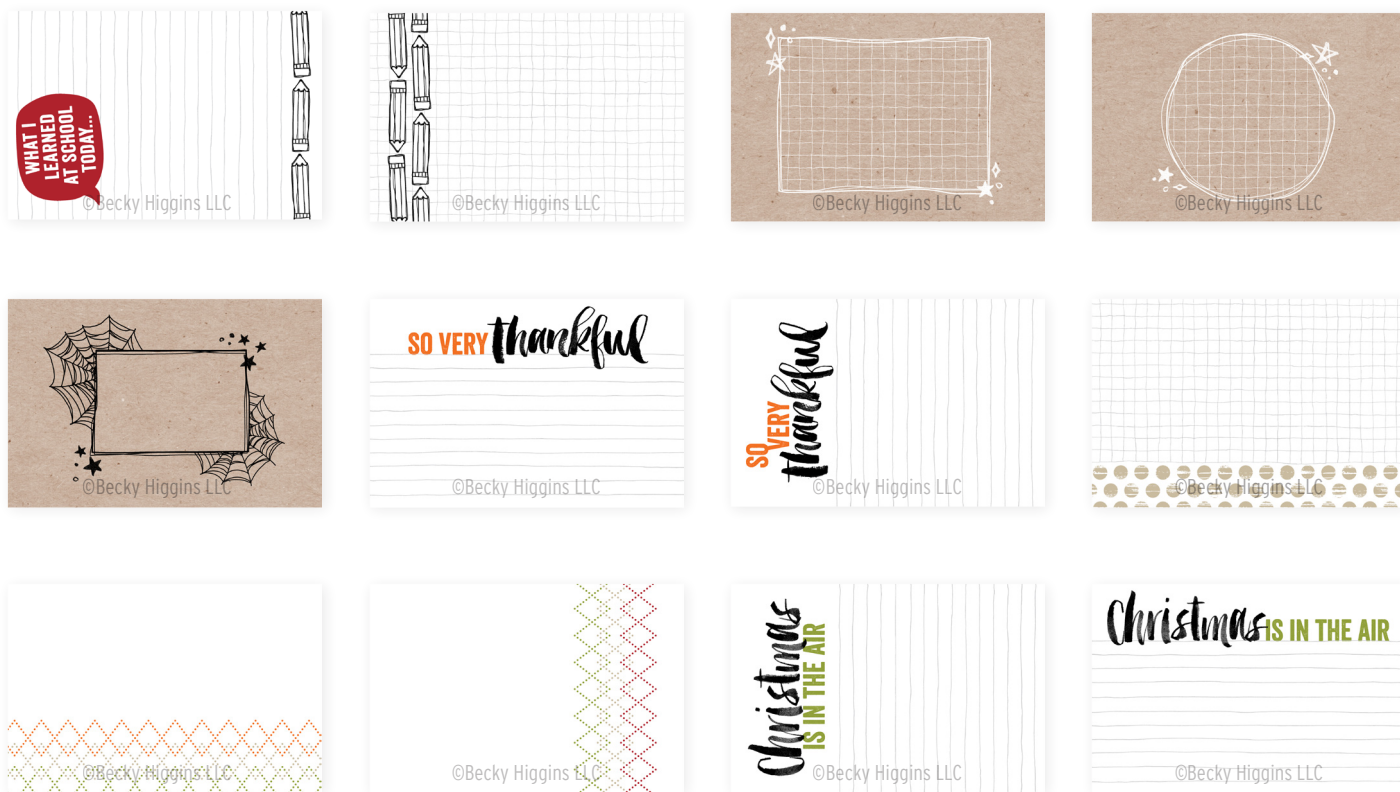 WHAT I
LEARNED
AT SCHOOL
TODAY...
©Becky Higgins LLC
©Becky Higgins LLC
©Becky Higgins LLC
©Becky Higgins LLC
©Becky Higgins LLC
SO VERY thankful
©Becky Higgins LLC
SO
VERY
thankful
©Becky Higgins LLC
©Becky Higgins LLC
©Becky Higgins LLC
©Becky Higgins LLC
Christmas
IS IN THE AIR
©Becky Higgins LLC
Christmas IS IN THE AIR
©Becky Higgins LLC